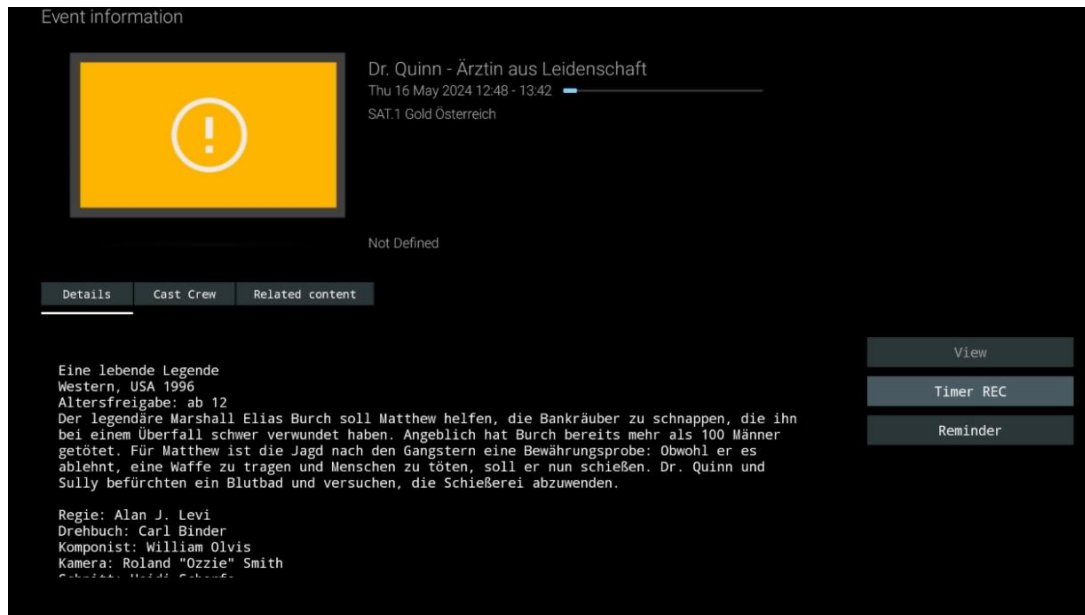 Event information
Dr. Quinn - Ärztin aus Leidenschaft
Thu 16 May 2024 12:48 - 13:42
SAT.1 Gold Österreich
Not Defined
Details Cast Crew Related content
View
Timer REC
Reminder
Eine lebende Legende
Western, USA 1996
Altersfreigabe: ab 12
Der legendäre Marshall Elias Burch soll Matthew helfen, die Bankräuber zu schnappen, die ihn
bei einem Überfall schwer verwundet haben. Angeblich hat Burch bereits mehr als 100 Männer
getötet. Für Matthew ist die Jagd nach den Gangstern eine Bewährungsprobe: Obwohl er es
ablehnt, eine Waffe zu tragen und Menschen zu töten, soll er nun schießen. Dr. Quinn und
Sully befürchten ein Blutbad und versuchen, die Schießerei abzuwenden.
Regie: Alan J. Levi
Drehbuch: Carl Binder
Komponist: William Olvis
Kamera: Roland "Ozzie" Smith